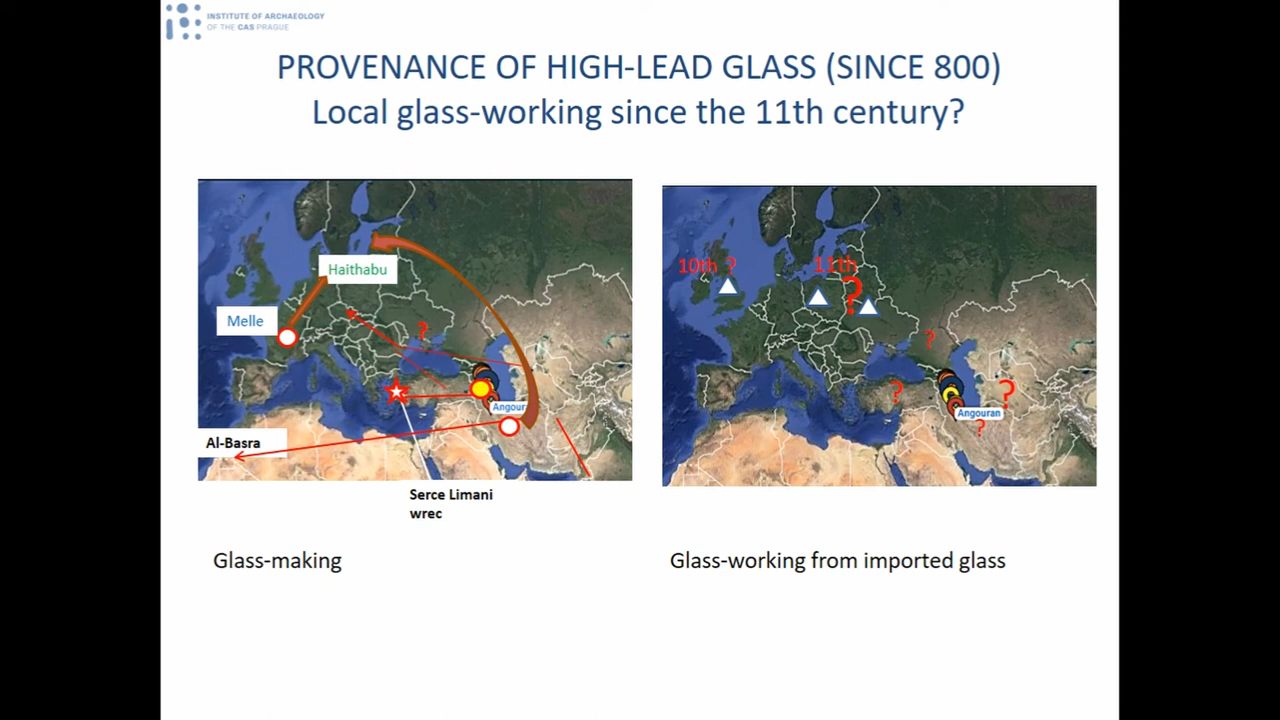 INSTITUTE OF ARCHAEOLOGY
OF THE CAS PRAGUE
PROVENANCE OF HIGH-LEAD GLASS (SINCE 800)
Local glass-working since the 11th century?
Haithabu
Melle
?
Angour
Al-Basra
Serce Limani
wrec
10th ?
11th
?
?
?
?
Angouran
?
Glass-making
Glass-working from imported glass